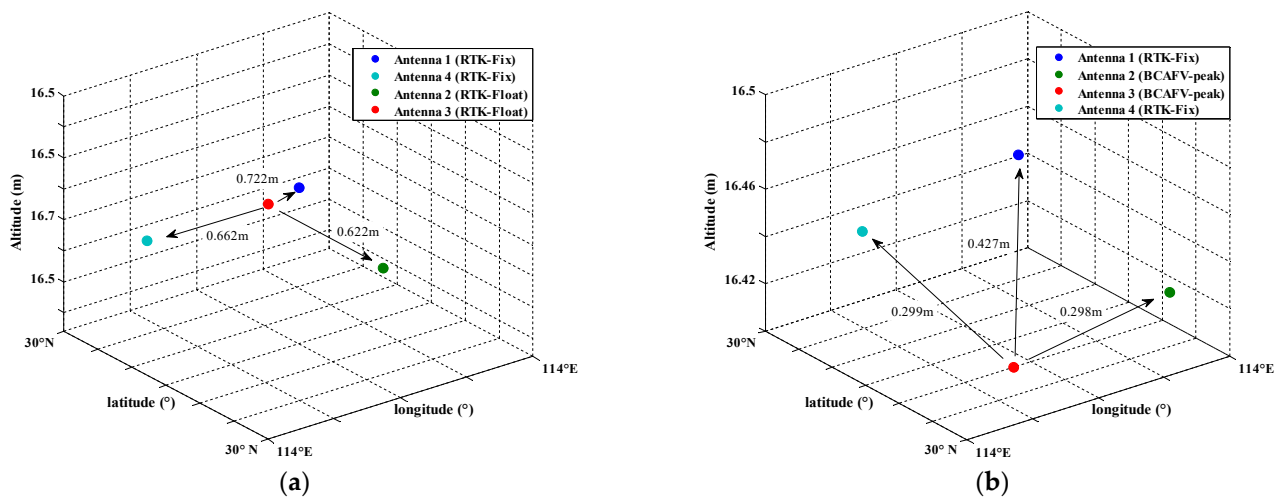 Antenna 1 (RTK-Fix)
Antenna 4 (RTK-Fix)
Antenna 2 (RTK-Float)
Antenna 3 (RTK-Float)
16.5
16.5
16.7
16.5
Altitude (m)
0.722m
0.662m
0.622m
30°N
latitude (°)
30° N
114°E
longitude (°)
114°E
(a)
Antenna 1 (RTK-Fix)
Antenna 2 (BCAFV-peak)
Antenna 3 (BCAFV-peak)
Antenna 4 (RTK-Fix)
16.5
16.46
16.42
Altitude (m)
0.427m
0.299m
0.298m
30°N
latitude (°)
30° N
114°E
longitude (°)
114°E
(b)